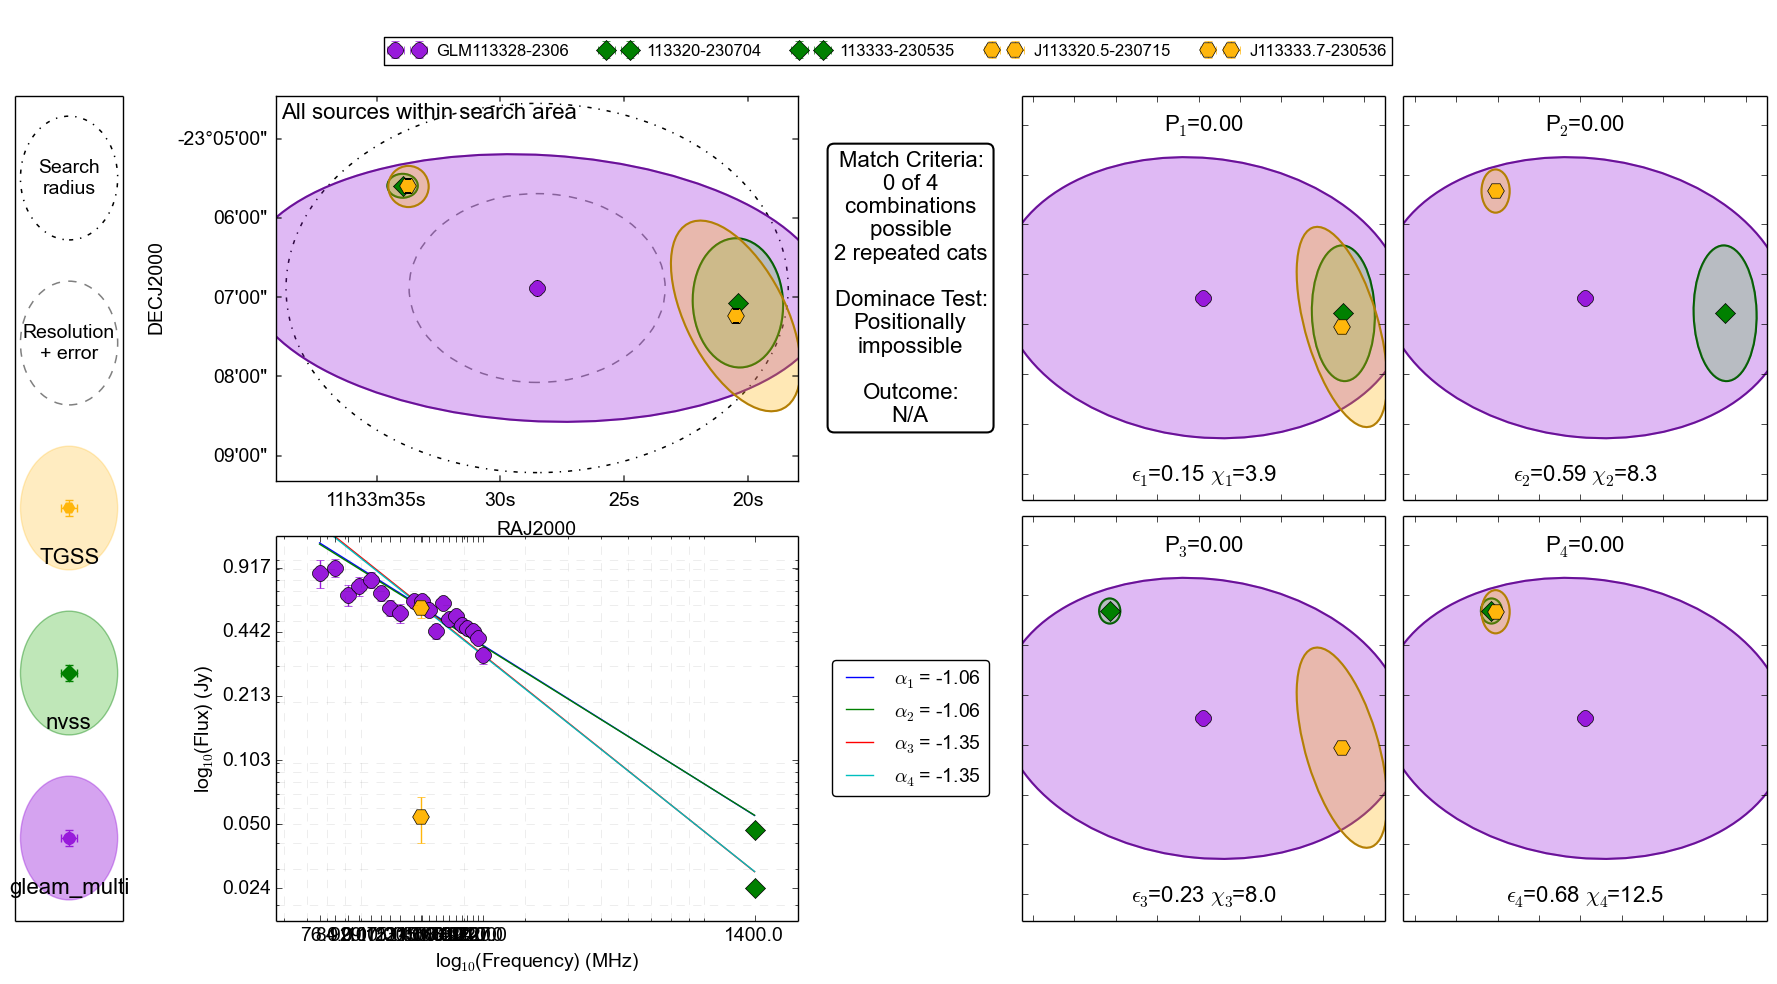 GLM113328-2306 113320-230704 113333-230535 J113320.5-230715 J113333.7-230536
Search
radius
Resolution
+ error
TGSS
nvss
gleam_multi
All sources within search area
DECJ2000
-23°05'00"
06'00"
07'00"
08'00"
09'00"
11h33m35s 30s 25s 20s
RAJ2000
Match Criteria:
0 of 4
combinations
possible
2 repeated cats
Dominace Test:
Positionally
impossible
Outcome:
N/A
P1=0.00
ϵ1=0.15 χ1=3.9
P2=0.00
ϵ2=0.59 χ2=8.3
log10(Flux) (Jy)
0.917
0.442
0.213
0.103
0.050
0.024
1400.0
log10(Frequency) (MHz)
α1 = -1.06
α2 = -1.06
α3 = -1.35
α4 = -1.35
P3=0.00
ϵ3=0.23 χ3=8.0
P4=0.00
ϵ4=0.68 χ4=12.5